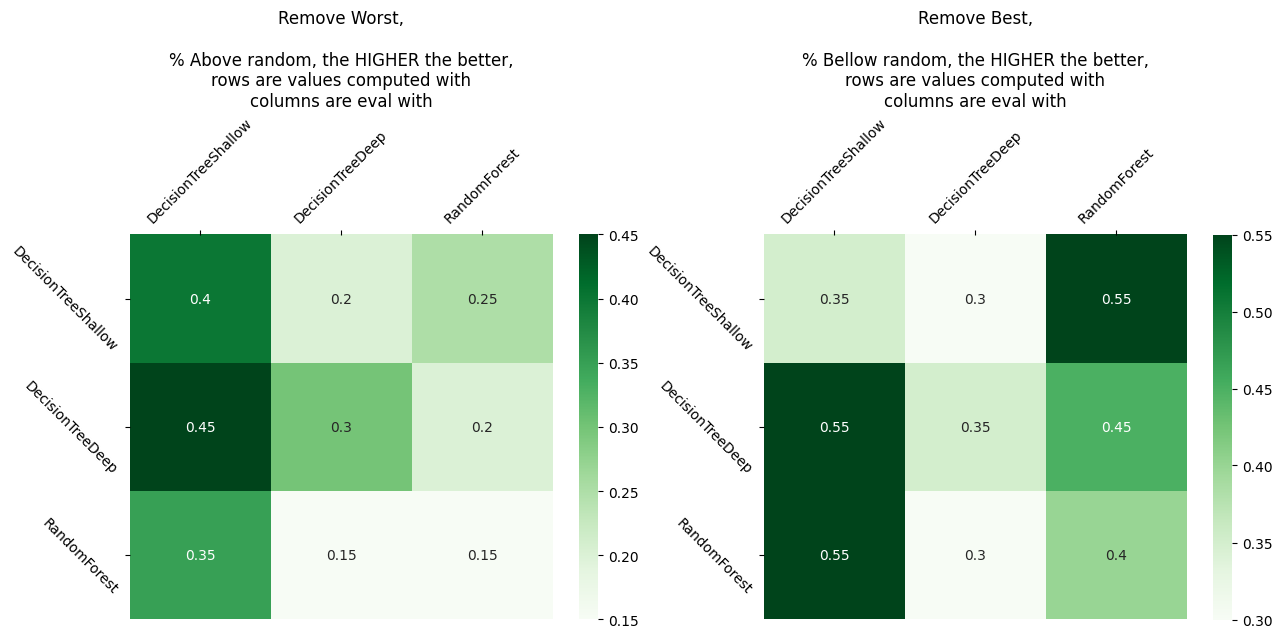 Remove Worst,
% Above random, the HIGHER the better,
rows are values computed with
columns are eval with
DecisionTreeShallow
DecisionTreeDeep
RandomForest
DecisionTreeShallow
DecisionTreeDeep
RandomForest
0.4 0.2 0.25
0.45 0.3 0.2
0.35 0.15 0.15
0.45
0.40
0.35
0.30
0.25
0.20
0.15
Remove Best,
% Bellow random, the HIGHER the better,
rows are values computed with
columns are eval with
DecisionTreeShallow
DecisionTreeDeep
RandomForest
DecisionTreeShallow
DecisionTreeDeep
RandomForest
0.35 0.3 0.55
0.55 0.35 0.45
0.55 0.3 0.4
0.55
0.50
0.45
0.40
0.35
0.30